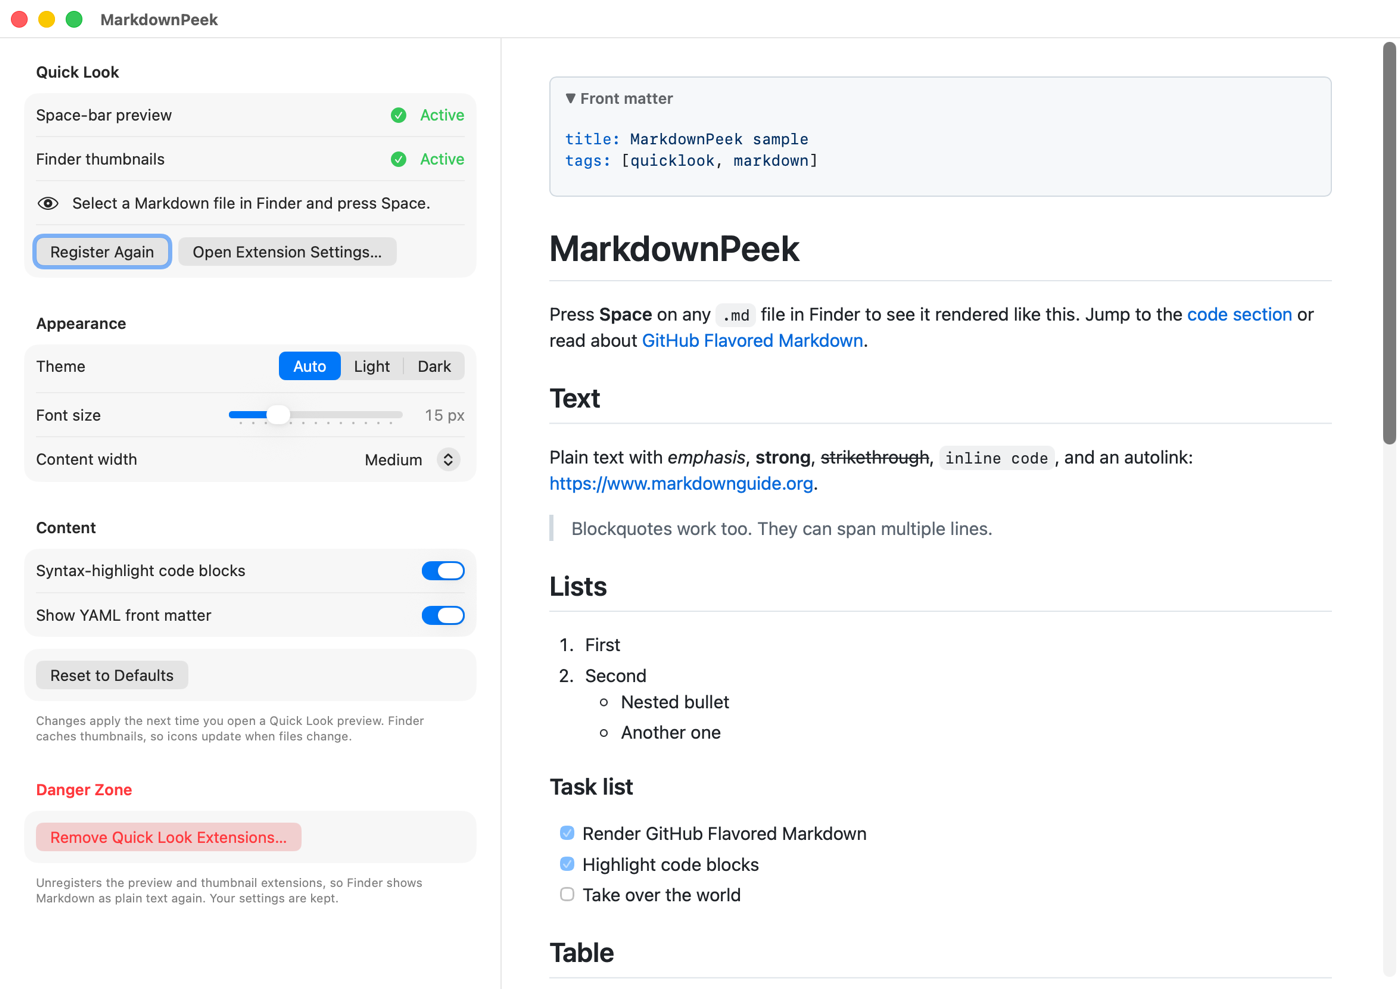 MarkdownPeek
Quick Look
Space-bar preview Active
Finder thumbnails Active
Select a Markdown file in Finder and press Space.
Register Again Open Extension Settings...
Appearance
Theme Auto Light Dark
Font size 15 px
Content width Medium
Content
Syntax-highlight code blocks
Show YAML front matter
Reset to Defaults
Changes apply the next time you open a Quick Look preview. Finder
caches thumbnails, so icons update when files change.
Danger Zone
Remove Quick Look Extensions...
Unregisters the preview and thumbnail extensions, so Finder shows
Markdown as plain text again. Your settings are kept.
▼ Front matter
title: MarkdownPeek sample
tags: [quicklook, markdown]
MarkdownPeek
Press Space on any .md file in Finder to see it rendered like this. Jump to the code section or
read about GitHub Flavored Markdown.
Text
Plain text with emphasis, strong, strikethrough, inline code, and an autolink:
https://www.markdownguide.org.
Blockquotes work too. They can span multiple lines.
Lists
1. First
2. Second
Nested bullet
Another one
Task list
Render GitHub Flavored Markdown
Highlight code blocks
Take over the world
Table